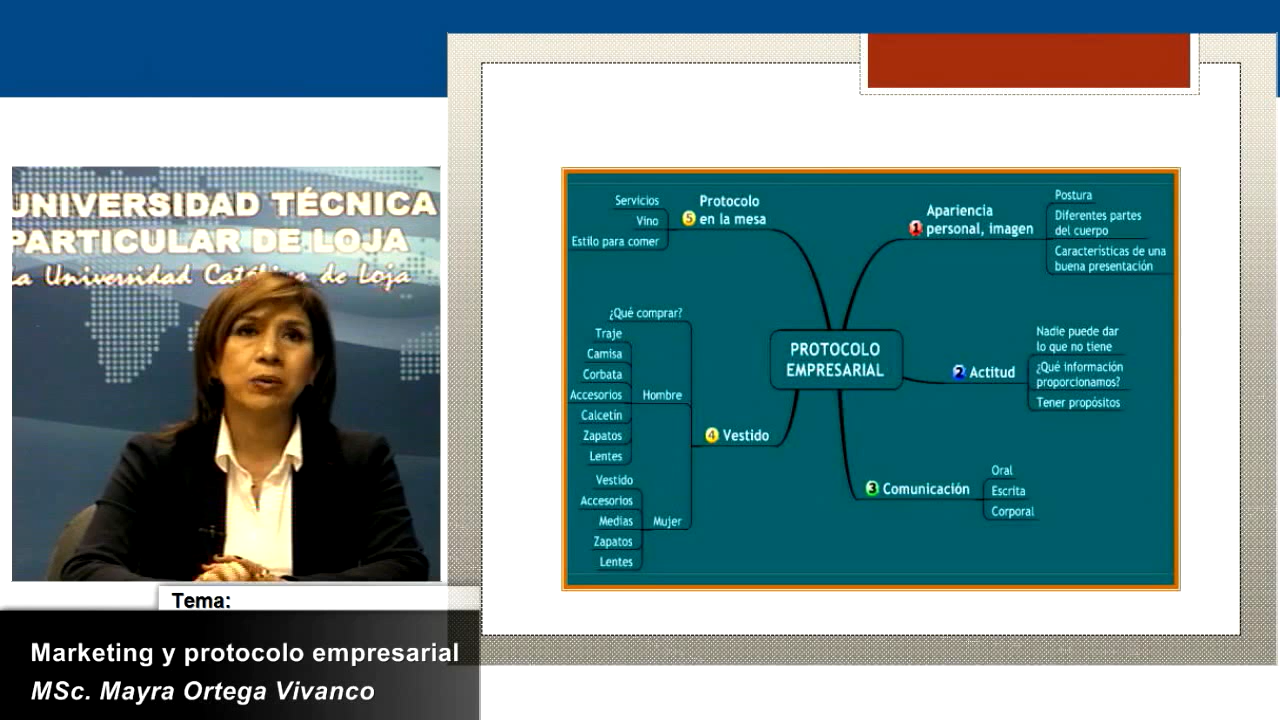 UNIVERSIDAD TÉCNICA
PARTICULAR DE LOJA
La Universidad Católica de Loja
Tema:
Marketing y protocolo empresarial
MSc. Mayra Ortega Vivanco
PROTOCOLO
EMPRESARIAL
1 Apariencia
personal, imagen
Postura
Diferentes partes
del cuerpo
Características de una
buena presentación
2 Actitud
Nadie puede dar
lo que no tiene
¿Qué información
proporcionamos?
Tener propósitos
3 Comunicación
Oral
Escrita
Corporal
4 Vestido
¿Qué comprar?
Hombre
Traje
Camisa
Corbata
Accesorios
Calcetín
Zapatos
Lentes
Mujer
Vestido
Accesorios
Medias
Zapatos
Lentes
5 Protocolo
en la mesa
Servicios
Vino
Estilo para comer